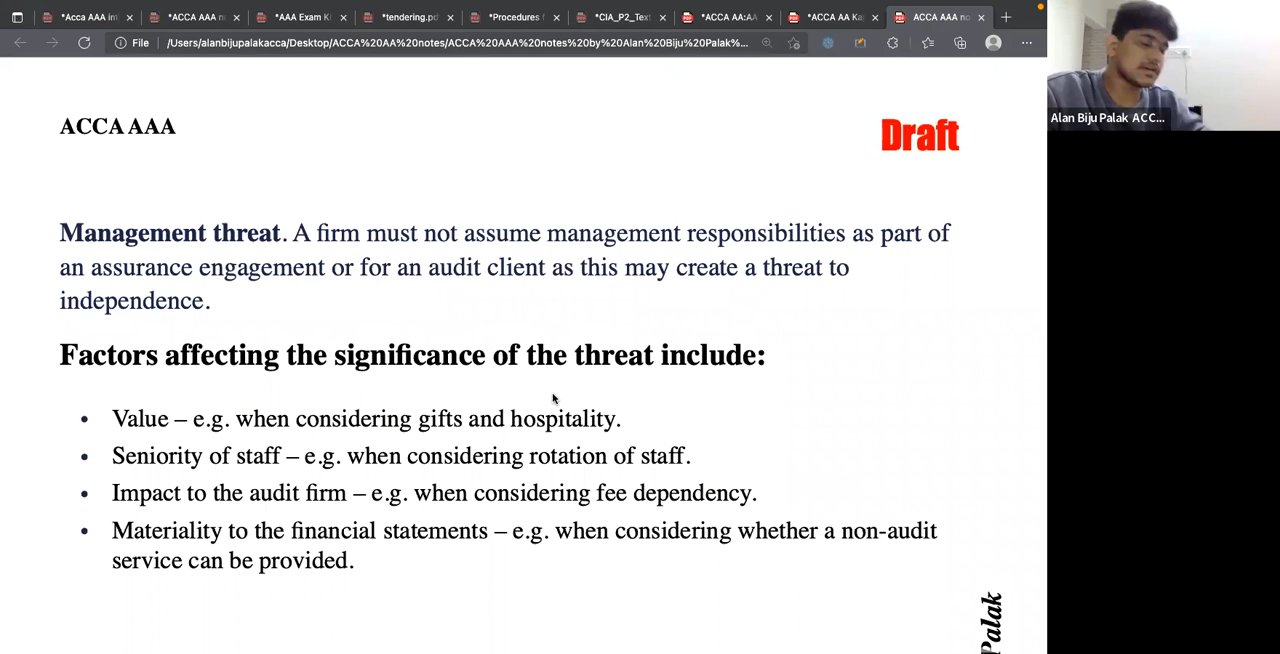 *Acca AAA in
*ACCA AAA n
*AAA Exam Ki
*tendering.pd
*Procedures f
*CIA_P2_Text
*ACCA AA:AA
*ACCA AA Ka
ACCA AAA no
File
/Users/alanbijupalakacca/Desktop/ACCA%20AA%20notes/ACCA%20AAA%20notes%20by%20Alan%20Biju%20Palak%...
Alan Biju Palak ACC...
ACCA AAA
Draft
Management threat. A firm must not assume management responsibilities as part of
an assurance engagement or for an audit client as this may create a threat to
independence.
Factors affecting the significance of the threat include:
• Value – e.g. when considering gifts and hospitality.
• Seniority of staff – e.g. when considering rotation of staff.
• Impact to the audit firm – e.g. when considering fee dependency.
• Materiality to the financial statements – e.g. when considering whether a non-audit
service can be provided.
Palak